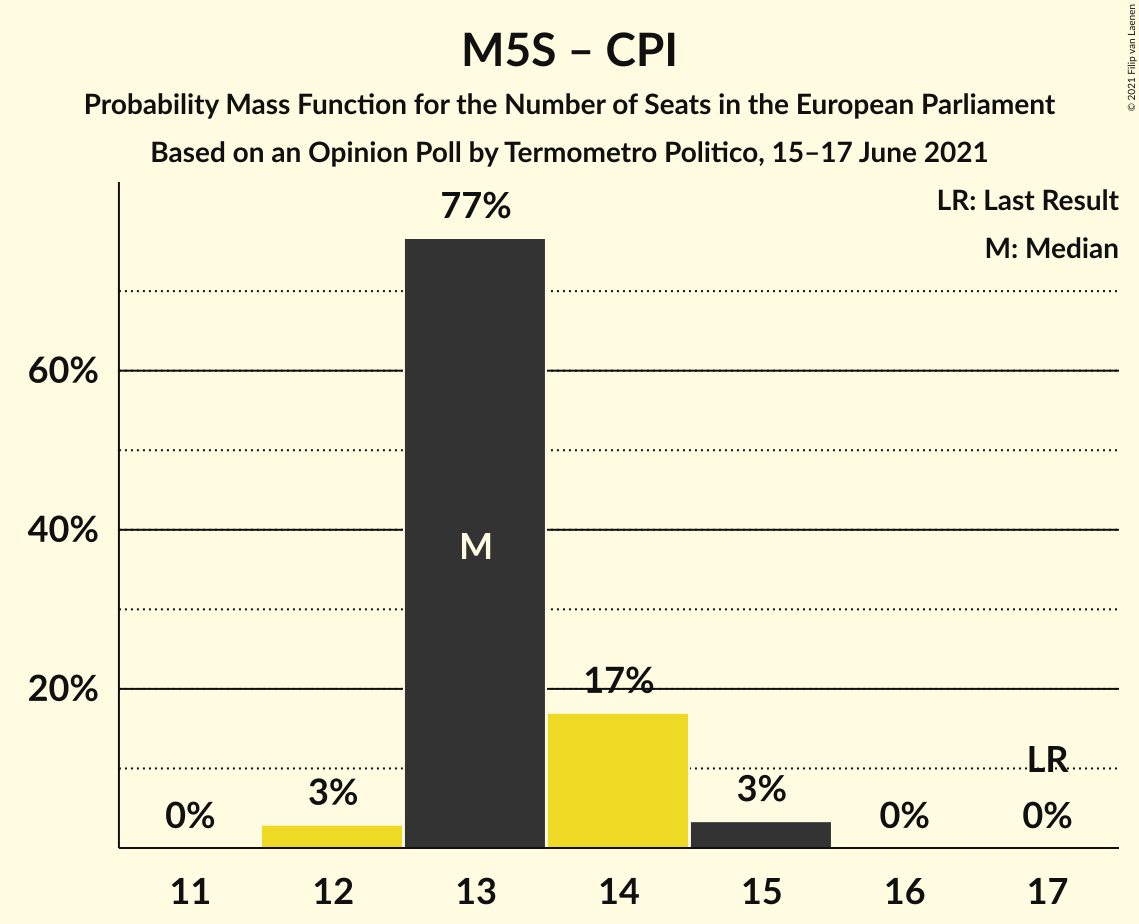 M5S – CPI
Probability Mass Function for the Number of Seats in the European Parliament
Based on an Opinion Poll by Termometro Politico, 15–17 June 2021
© 2021 Filip van Laenen
LR: Last Result
M: Median
77%
60%
M
40%
17%
20%
LR
3%
3%
0%
0%
0%
11 12 13 14 15 16 17